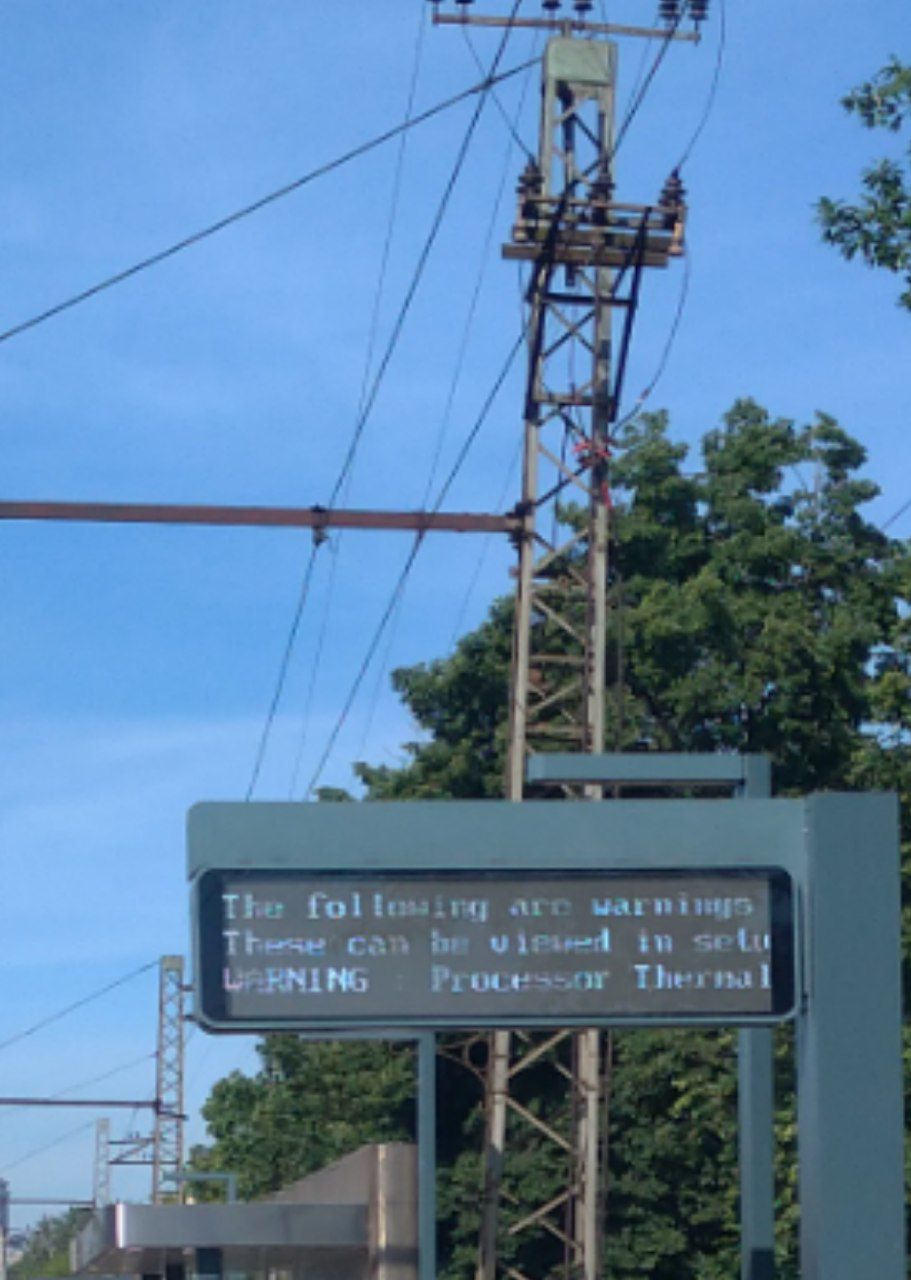 The following are warnings
These can be viewed in setu
WARNING : Processor Thermal